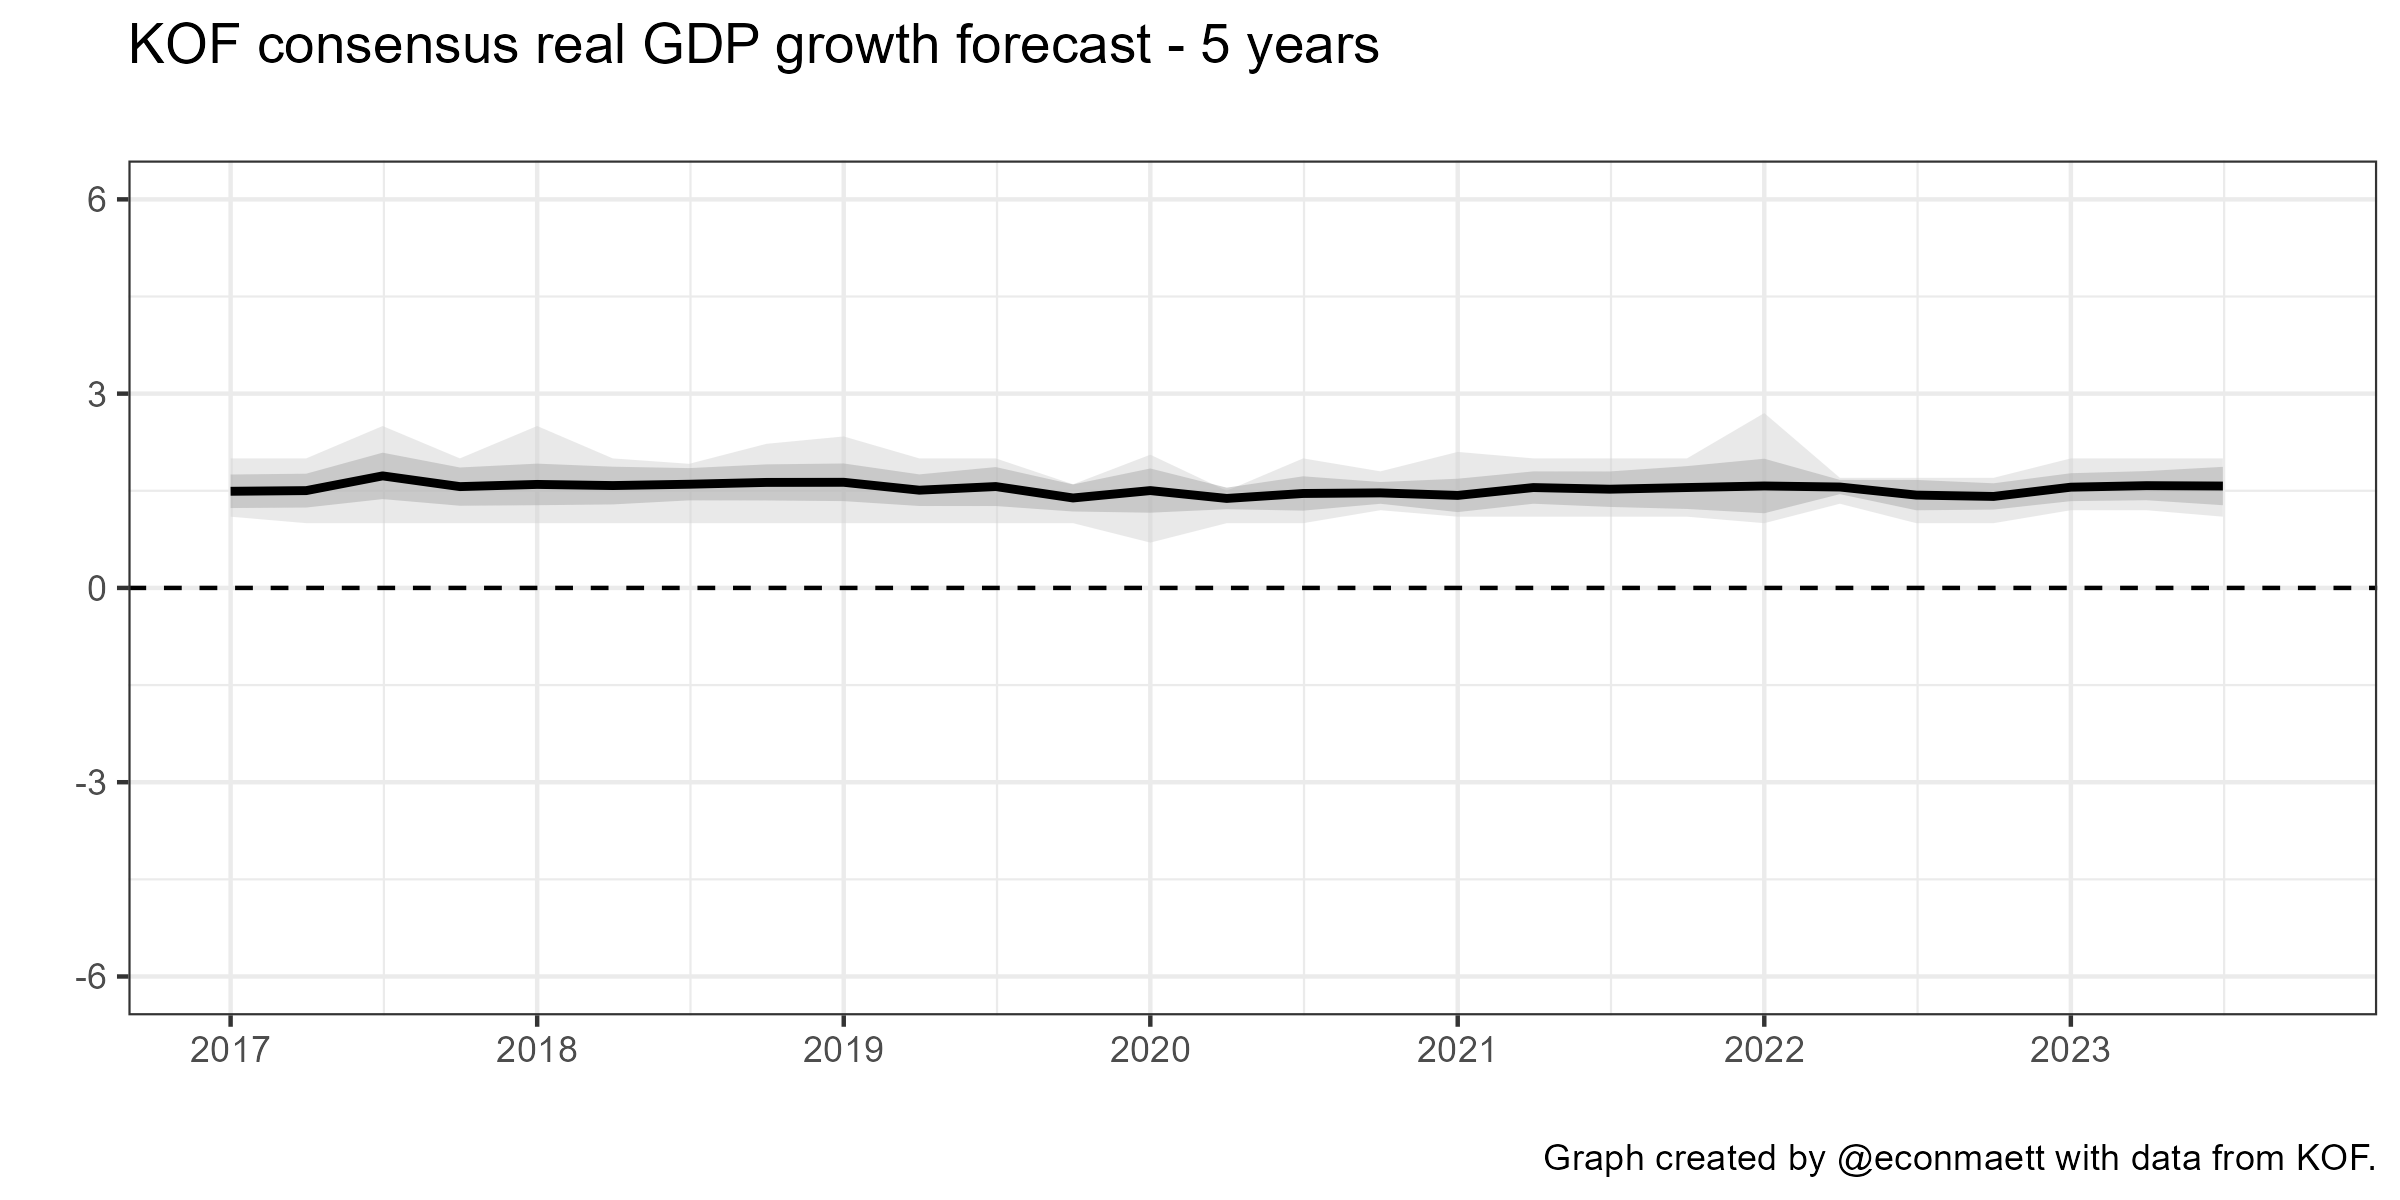 KOF consensus real GDP growth forecast - 5 years
6
3
0
-3
-6
2017 2018 2019 2020 2021 2022 2023
Graph created by @econmaett with data from KOF.